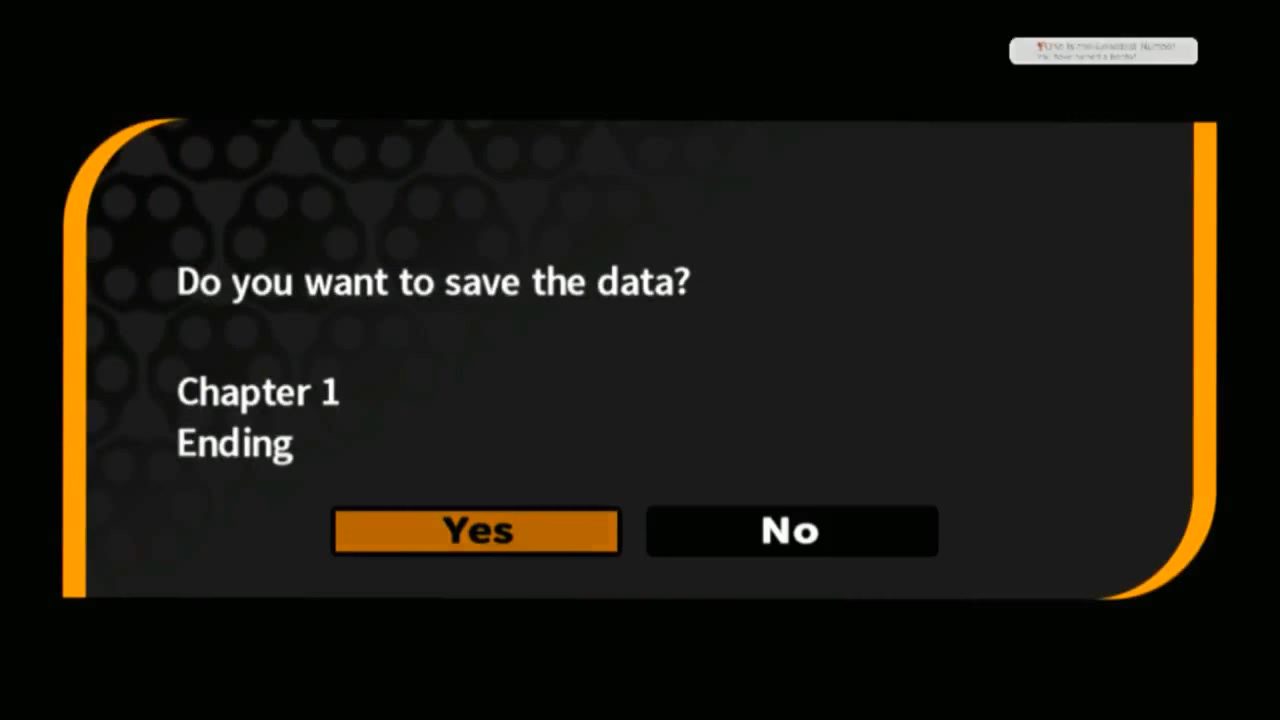 Do you want to save the data?
Chapter 1
Ending
Yes
No